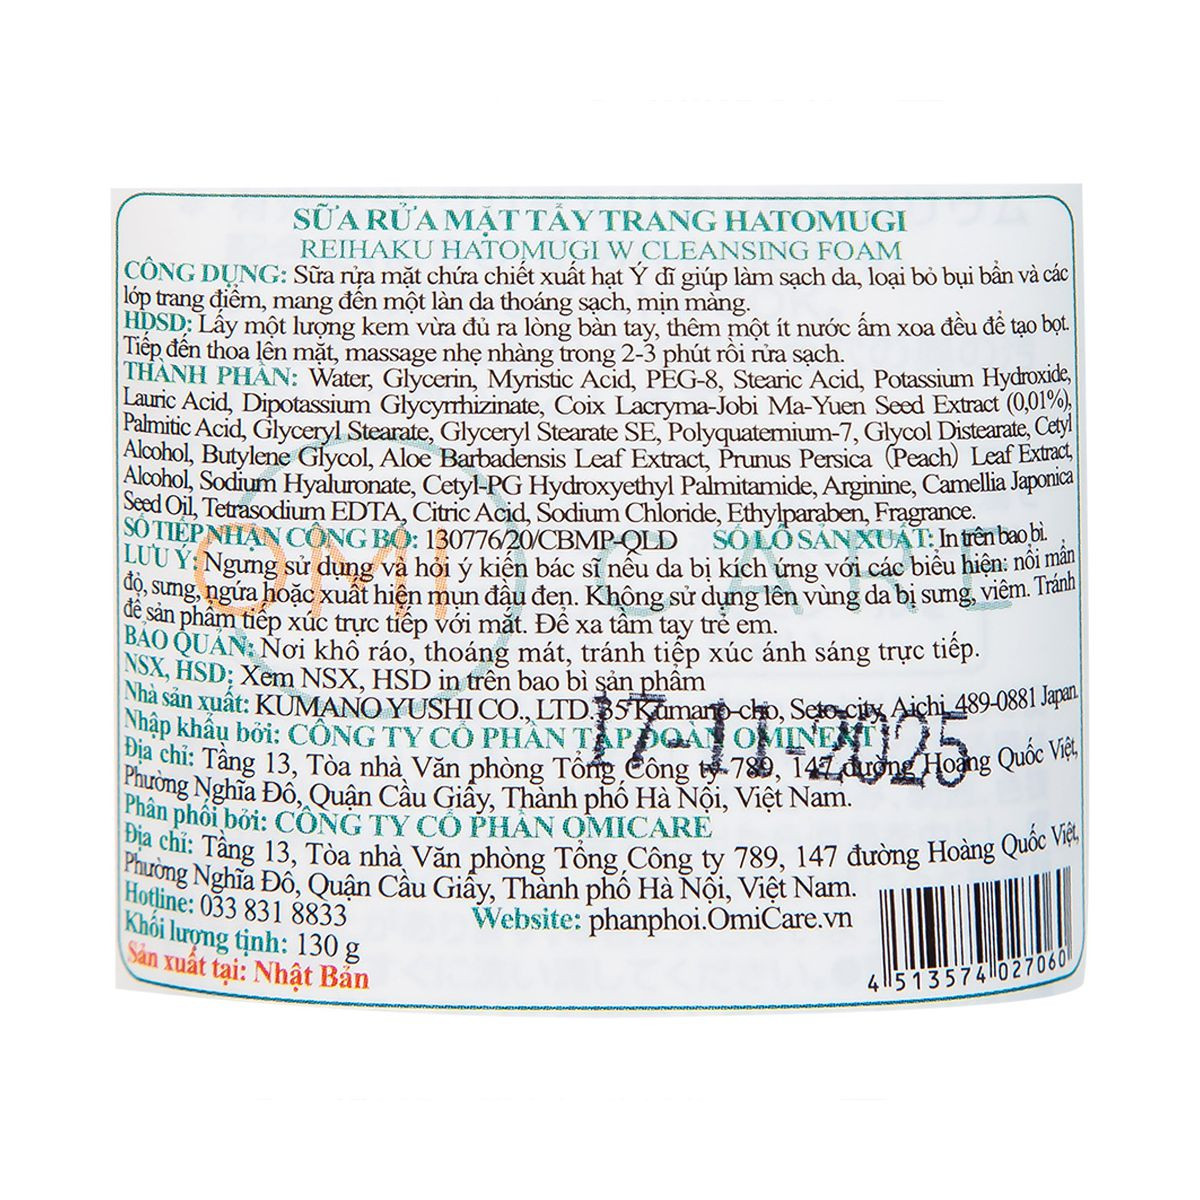 SỮA RỬA MẶT TẨY TRANG HATOMUGI
REIHAKU HATOMUGI W CLEANSING FOAM
CÔNG DỤNG: Sữa rửa mặt chứa chiết xuất hạt Ý dĩ giúp làm sạch da, loại bỏ bụi bẩn và các
lớp trang điểm, mang đến một làn da thoáng sạch, mịn màng.
HDSD: Lấy một lượng kem vừa đủ ra lòng bàn tay, thêm một ít nước ấm xoa đều để tạo bọt.
Tiếp đến thoa lên mặt, massage nhẹ nhàng trong 2-3 phút rồi rửa sạch.
THÀNH PHẦN: Water, Glycerin, Myristic Acid, PEG-8, Stearic Acid, Potassium Hydroxide,
Lauric Acid, Dipotassium Glycyrrhizinate, Coix Lacryma-Jobi Ma-Yuen Seed Extract (0,01%),
Palmitic Acid, Glyceryl Stearate, Glyceryl Stearate SE, Polyquaternium-7, Glycol Distearate, Cetyl
Alcohol, Butylene Glycol, Aloe Barbadensis Leaf Extract, Prunus Persica (Peach) Leaf Extract,
Alcohol, Sodium Hyaluronate, Cetyl-PG Hydroxyethyl Palmitamide, Arginine, Camellia Japonica
Seed Oil, Tetrasodium EDTA, Citric Acid, Sodium Chloride, Ethylparaben, Fragrance.
SỐ TIẾP NHẬN CÔNG BỐ: 130776/20/CBMP-QLD SỐ LÔ SẢN XUẤT: In trên bao bì.
LƯU Ý: Ngưng sử dụng và hỏi ý kiến bác sĩ nếu da bị kích ứng với các biểu hiện: nổi mẩn
đỏ, sưng, ngứa hoặc xuất hiện mụn đầu đen. Không sử dụng lên vùng da bị sưng, viêm. Tránh
để sản phẩm tiếp xúc trực tiếp với mắt. Để xa tầm tay trẻ em.
OMI CARE
BẢO QUẢN: Nơi khô ráo, thoáng mát, tránh tiếp xúc ánh sáng trực tiếp.
NSX, HSD: Xem NSX, HSD in trên bao bì sản phẩm
Nhà sản xuất: KUMANO YUSHI CO., LTD. 35 Kumano-cho, Seto-city, Aichi, 489-0881 Japan.
17-11-2025
Nhập khẩu bởi: CÔNG TY CỔ PHẦN TẬP ĐOÀN OMINEXT
Địa chỉ: Tầng 13, Tòa nhà Văn phòng Tổng Công ty 789, 147 đường Hoàng Quốc Việt,
Phường Nghĩa Đô, Quận Cầu Giấy, Thành phố Hà Nội, Việt Nam.
Phân phối bởi: CÔNG TY CỔ PHẦN OMICARE
Địa chỉ: Tầng 13, Tòa nhà Văn phòng Tổng Công ty 789, 147 đường Hoàng Quốc Việt,
Phường Nghĩa Đô, Quận Cầu Giấy, Thành phố Hà Nội, Việt Nam.
Hotline: 033 831 8833 Website: phanphoi.OmiCare.vn
Khối lượng tịnh: 130 g
Sản xuất tại: Nhật Bản
4 513574 027060